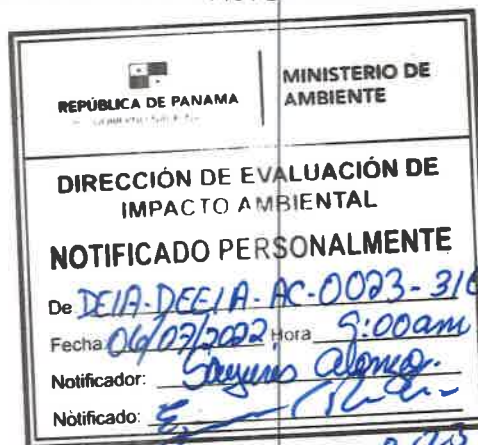 REPÚBLICA DE PANAMA
MINISTERIO DE
AMBIENTE
DIRECCIÓN DE EVALUACIÓN DE
IMPACTO AMBIENTAL
NOTIFICADO PERSONALMENTE
De DEIA-DEEIA-AC-0023-310
Fecha: 06/07/2022 Hora 9:00am
Notificador:
Notificado: